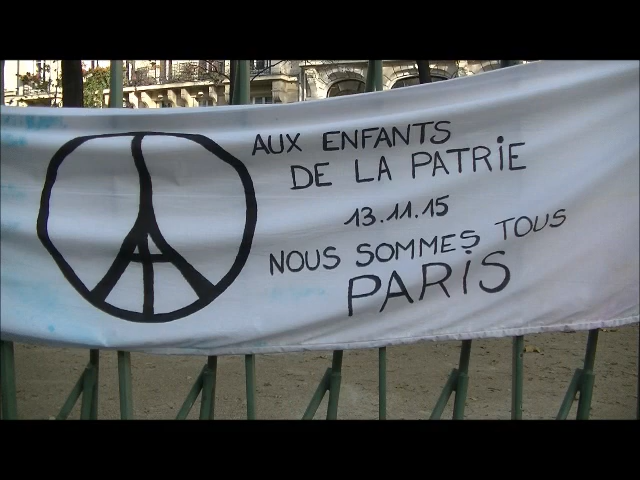 AUX ENFANTS
DE LA PATRiE
13.11.15
NOUS SOMMES TOUS
PARiS